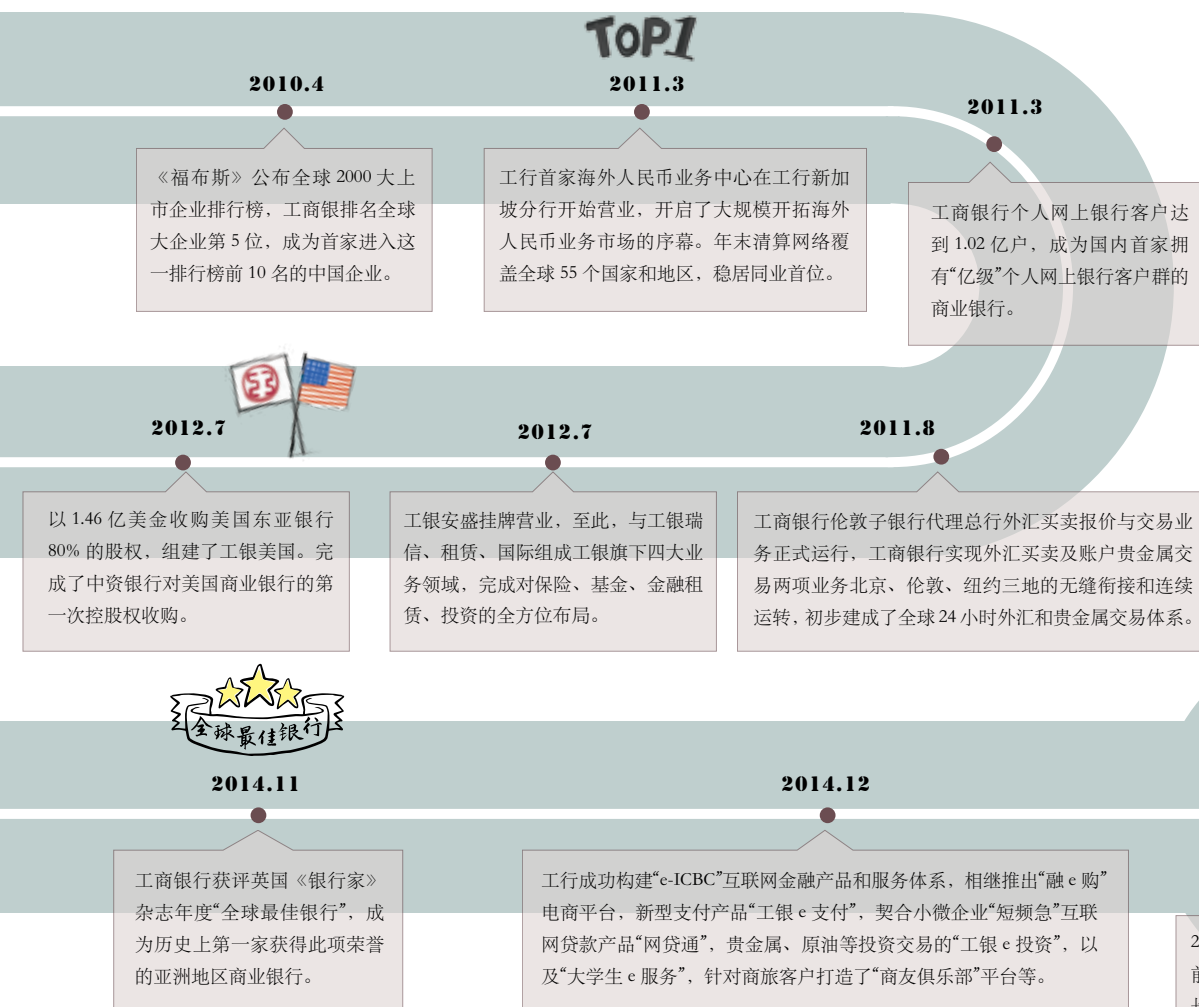 TOP1
2010.4
《福布斯》公布全球 2000 大上
市企业排行榜，工商银排名全球
大企业第 5 位，成为首家进入这
一排行榜前 10 名的中国企业。
2011.3
工行首家海外人民币业务中心在工行新加
坡分行开始营业，开启了大规模开拓海外
人民币业务市场的序幕。年末清算网络覆
盖全球 55 个国家和地区，稳居同业首位。
2011.3
工商银行个人网上银行客户达
到 1.02 亿户，成为国内首家拥
有“亿级”个人网上银行客户群的
商业银行。
2012.7
以 1.46 亿美金收购美国东亚银行
80% 的股权，组建了工银美国。完
成了中资银行对美国商业银行的第
一次控股权收购。
2012.7
工银安盛挂牌营业，至此，与工银瑞
信、租赁、国际组成工银旗下四大业
务领域，完成对保险、基金、金融租
赁、投资的全方位布局。
2011.8
工商银行伦敦子银行代理总行外汇买卖报价与交易业
务正式运行，工商银行实现外汇买卖及账户贵金属交
易两项业务北京、伦敦、纽约三地的无缝衔接和连续
运转，初步建成了全球 24 小时外汇和贵金属交易体系。
全球最佳银行
2014.11
工商银行获评英国《银行家》
杂志年度“全球最佳银行”，成
为历史上第一家获得此项荣誉
的亚洲地区商业银行。
2014.12
工行成功构建“e-ICBC”互联网金融产品和服务体系，相继推出“融 e 购”
电商平台，新型支付产品“工银 e 支付”，契合小微企业“短频急”互联
网贷款产品“网贷通”，贵金属、原油等投资交易的“工银 e 投资”，以
及“大学生 e 服务”，针对商旅客户打造了“商友俱乐部”平台等。
2
前